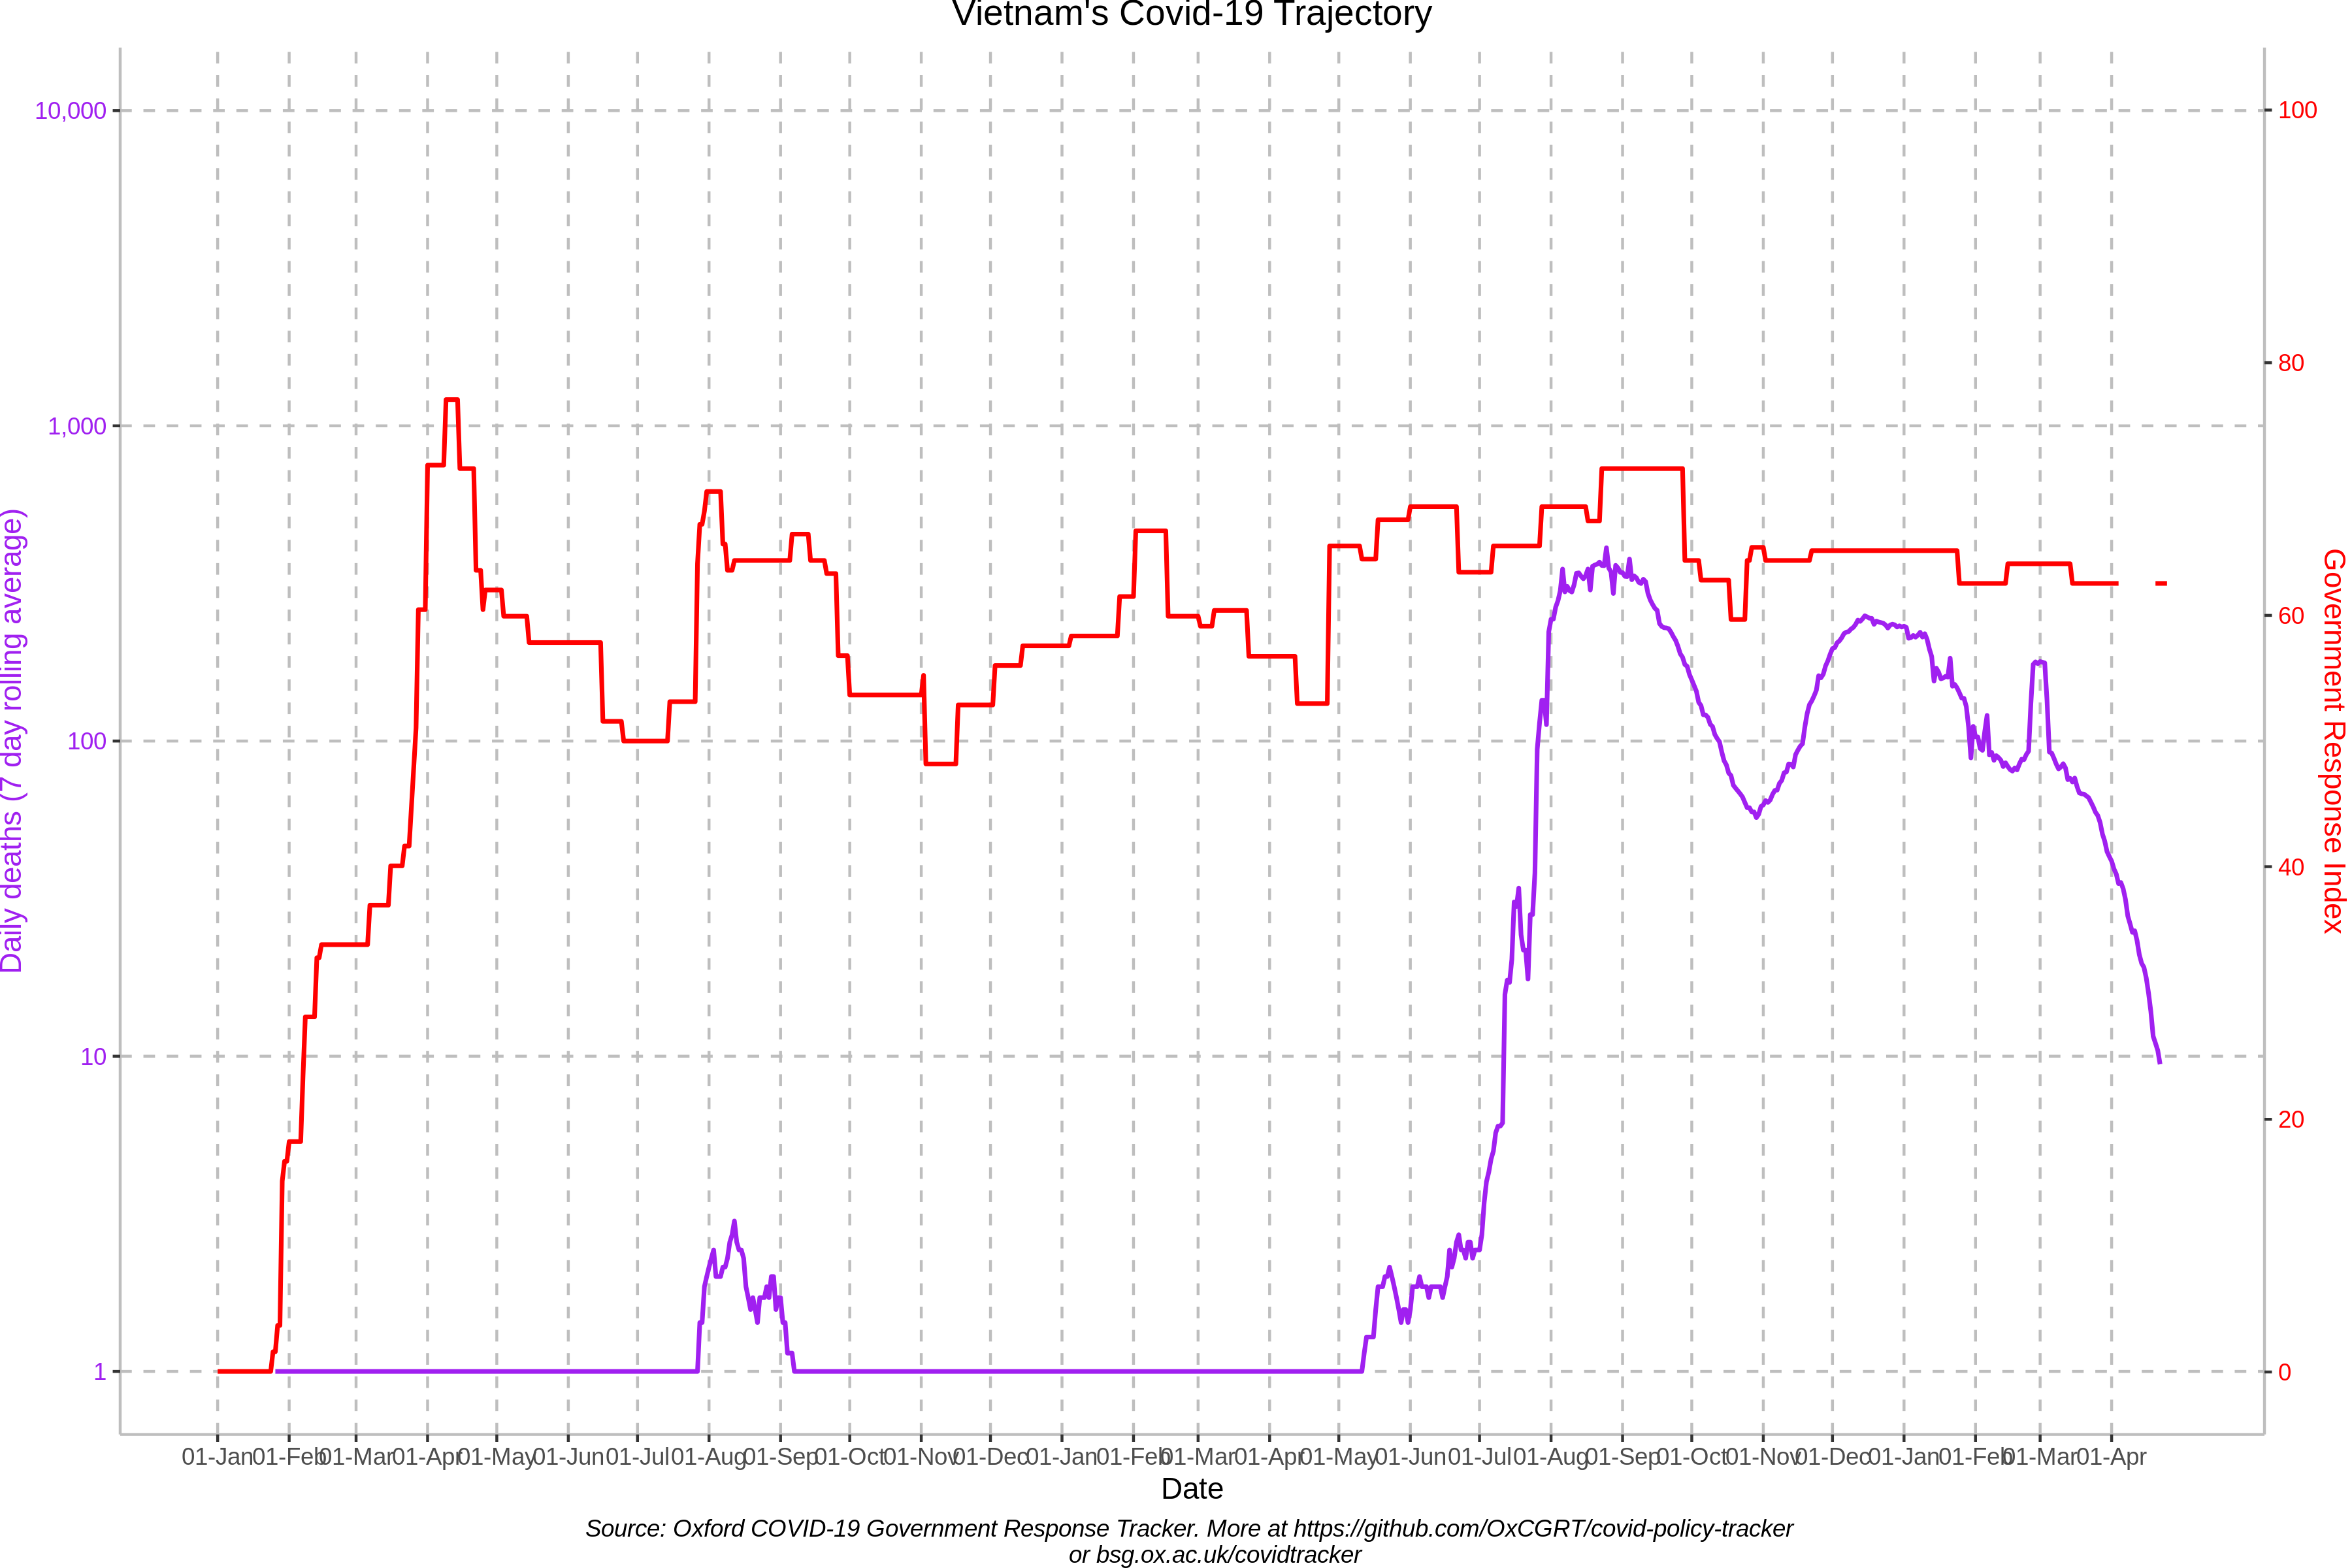 Vietnam's Covid-19 Trajectory
10,000
1,000
100
10
1
Daily deaths (7 day rolling average)
100
80
60
40
20
0
Government Response Index
01-Jan 01-Feb 01-Mar 01-Apr 01-May 01-Jun 01-Jul 01-Aug 01-Sep 01-Oct 01-Nov 01-Dec 01-Jan 01-Feb 01-Mar 01-Apr 01-May 01-Jun 01-Jul 01-Aug 01-Sep 01-Oct 01-Nov 01-Dec 01-Jan 01-Feb 01-Mar 01-Apr
Date
Source: Oxford COVID-19 Government Response Tracker. More at https://github.com/OxCGRT/covid-policy-tracker
or bsg.ox.ac.uk/covidtracker